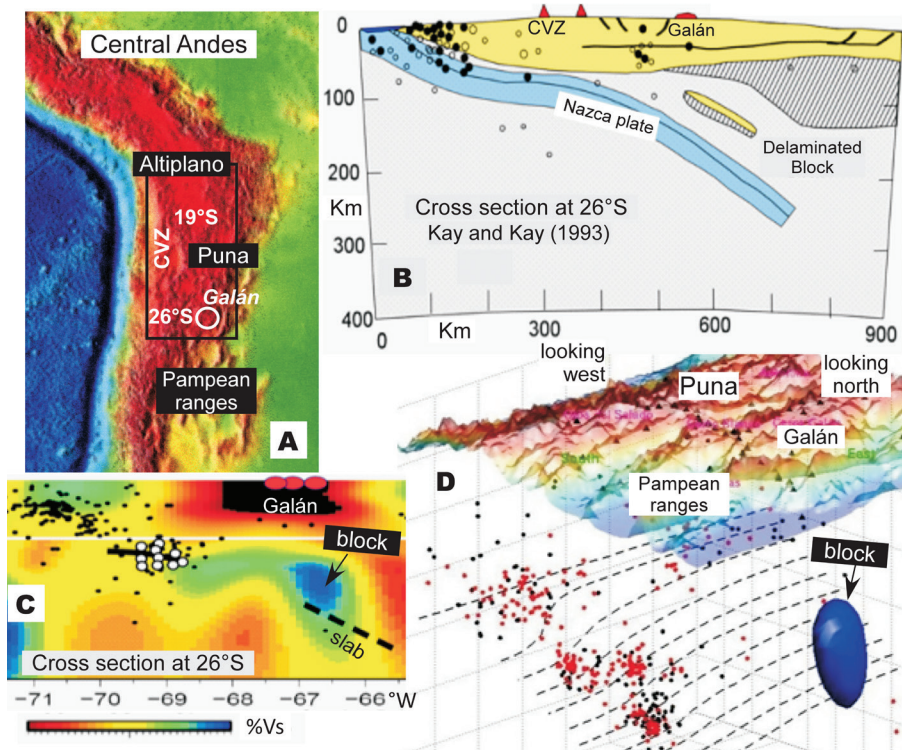 Central Andes
Altiplano
19°S
CVZ
Puna
Galán
26°S
Pampean
ranges
A
0
100
200
Km
300
400
CVZ
Galán
Nazca plate
Delaminated
Block
Cross section at 26°S
Kay and Kay (1993)
B
0
Km
300
600
900
Galán
block
C
slab
Cross section at 26°S
−71
−70
−69
−68
−67
−66
°W
%Vs
looking
west
looking
north
Puna
Galán
D
South
East
Pampean
ranges
block